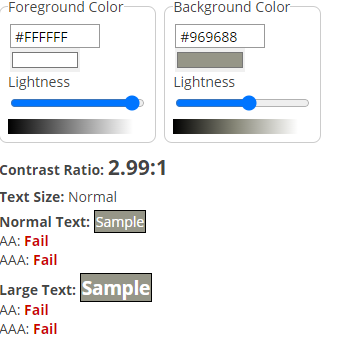 Foreground Color
Background Color
#FFFFFF
#969688
Lightness
Lightness
Contrast Ratio: 2.99:1
Text Size: Normal
Normal Text: Sample
AA: Fail
AAA: Fail
Large Text: Sample
AA: Fail
AAA: Fail